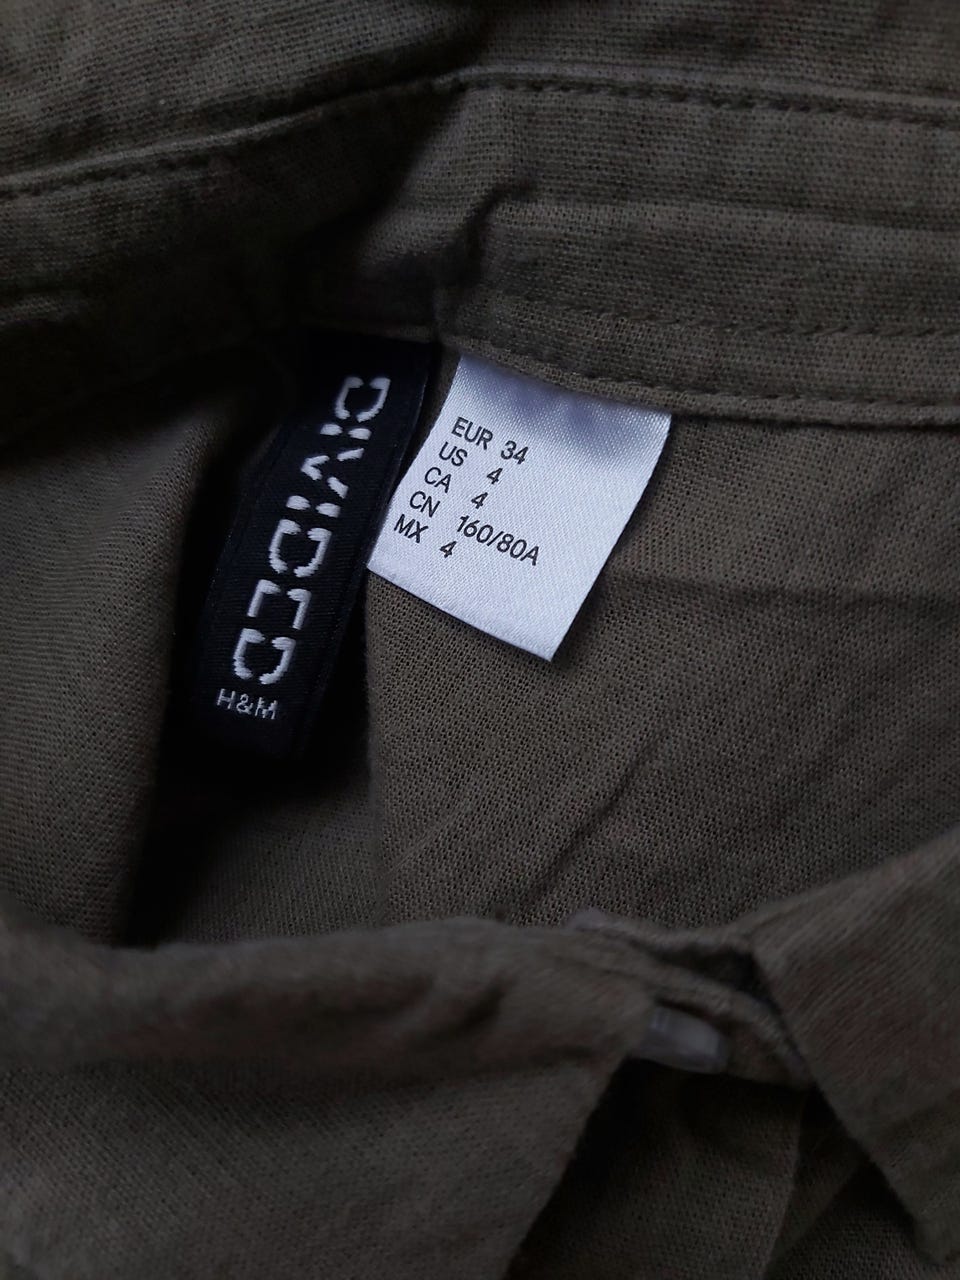 DIVIDED
H&M
EUR 34
US 4
CA 4
CN 160/80A
MX 4